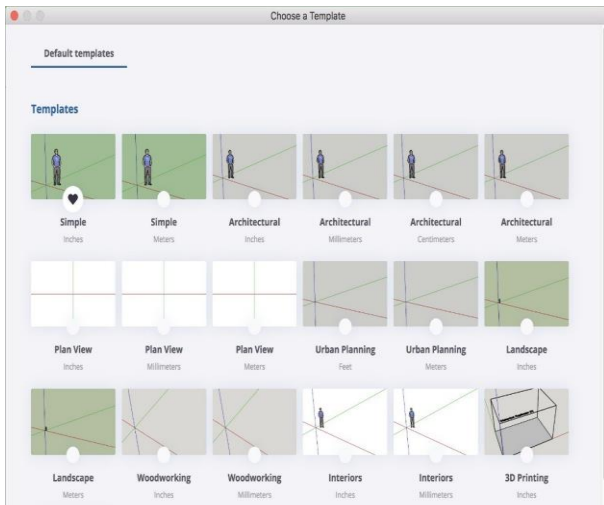 Choose a Template
Default templates
Templates
Simple Simple Architectural Architectural Architectural Architectural
Inches Meters Inches Millimeters Centimeters Meters
Plan View Plan View Plan View Urban Planning Urban Planning Landscape
Inches Millimeters Meters Feet Meters Inches
Landscape Woodworking Woodworking Interiors Interiors 3D Printing
Meters Inches Millimeters Inches Millimeters Inches